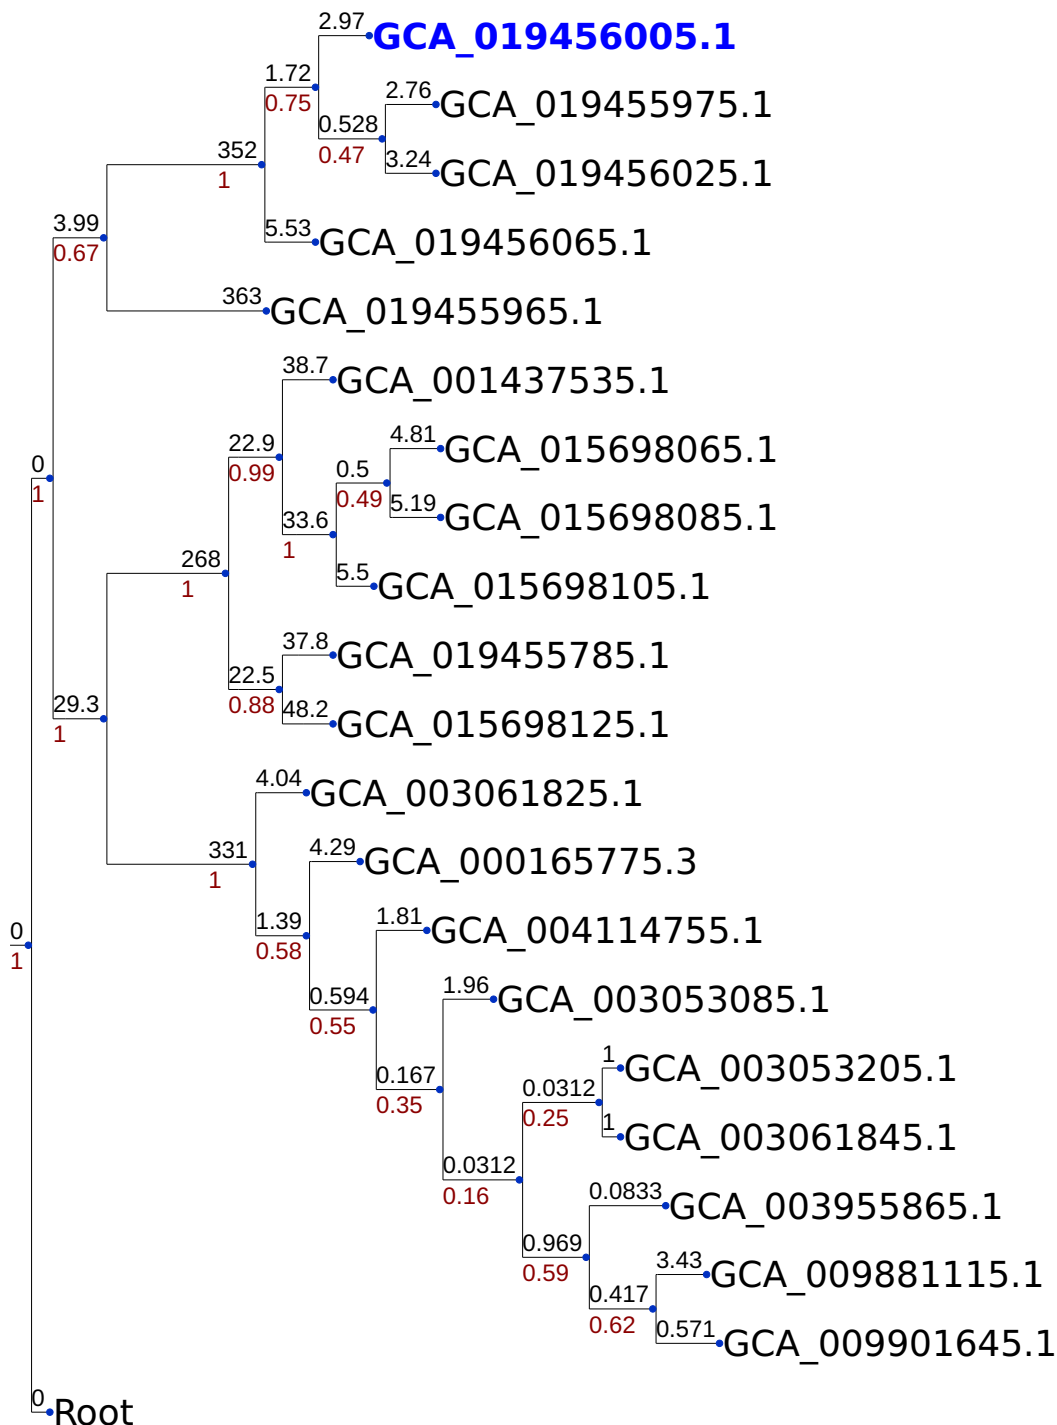 2.97 GCA_019456005.1
1.72
0.75
2.76 GCA_019455975.1
0.528
0.47
352
1
3.24 GCA_019456025.1
3.99
0.67
5.53 GCA_019456065.1
363 GCA_019455965.1
38.7 GCA_001437535.1
22.9
0.99
4.81 GCA_015698065.1
0
1
0.5
0.49
5.19 GCA_015698085.1
33.6
1
268
1
5.5 GCA_015698105.1
37.8 GCA_019455785.1
22.5
0.88
29.3
1
48.2 GCA_015698125.1
4.04 GCA_003061825.1
331
1
4.29 GCA_000165775.3
1.39
0.58
1.81 GCA_004114755.1
0
1
0.594
0.55
1.96 GCA_003053085.1
0.167
0.35
1 GCA_003053205.1
0.0312
0.25
1 GCA_003061845.1
0.0312
0.16
0.0833 GCA_003955865.1
0.969
0.59
3.43 GCA_009881115.1
0.417
0.62
0.571 GCA_009901645.1
0 Root